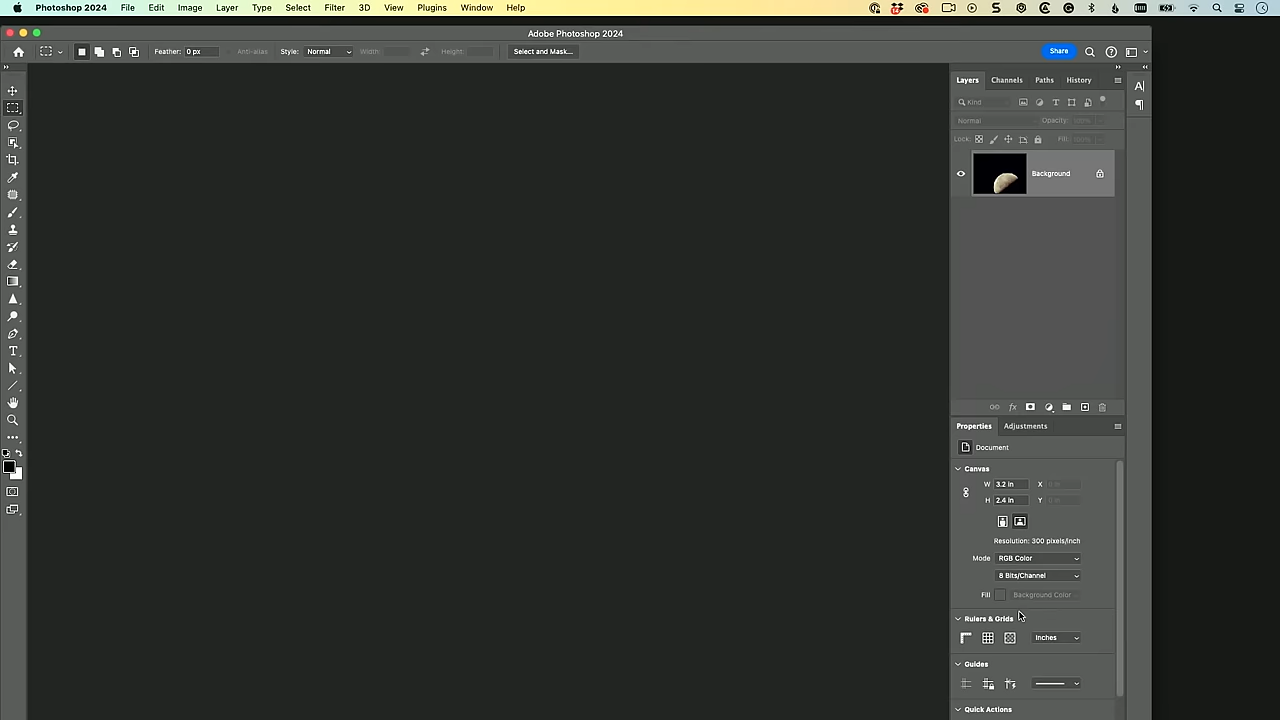 Photoshop 2024 File Edit Image Layer Type Select Filter 3D View Plugins Window Help
Adobe Photoshop 2024
Feather: 0 px Anti-alias Style: Normal Width: Height: Select and Mask... Share
Layers Channels Paths History
Kind
Normal Opacity: 100%
Lock: Fill: 100%
Background
Properties Adjustments
Document
Canvas
W 3.2 in X
H 2.4 in Y
Resolution: 300 pixels/inch
Mode RGB Color
8 Bits/Channel
Fill Background Color
Rulers & Grids
Inches
Guides
Quick Actions